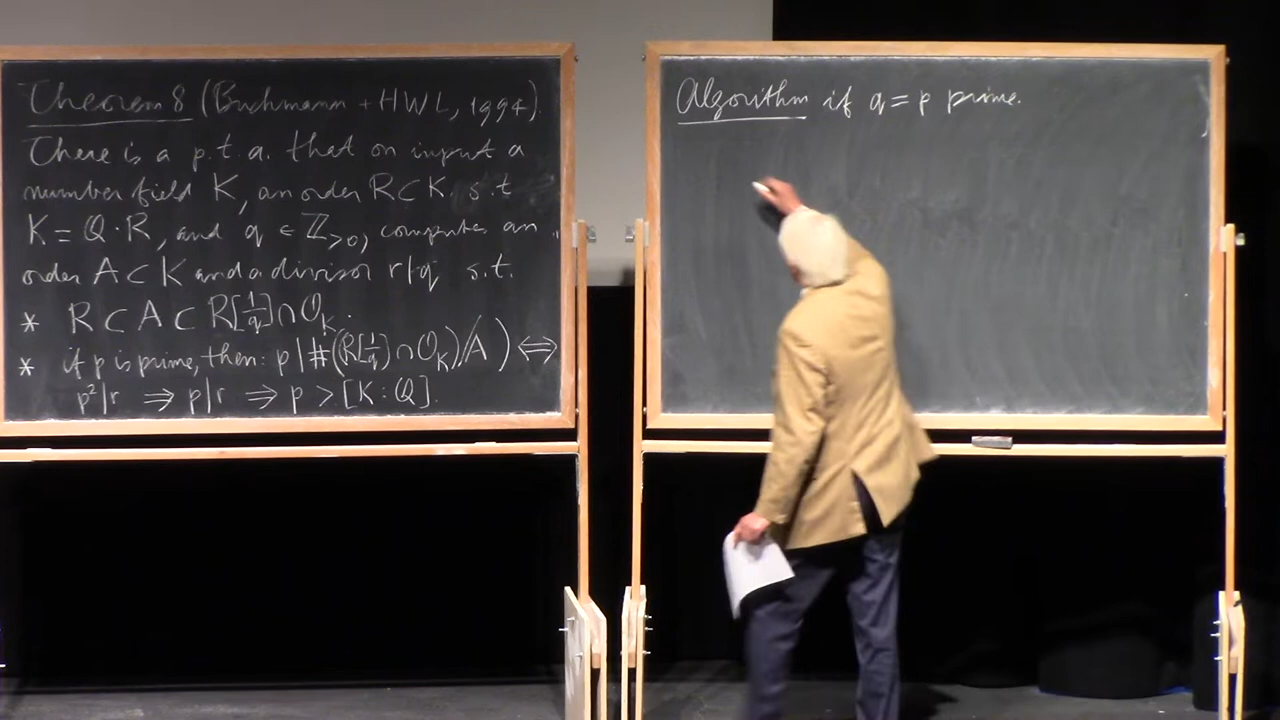 Theorem 8 (Buchmann + HWL, 1994).
There is a p.t.a. that on input a
number field K, an order R ⊂ K s.t
K = Q·R, and q ∈ ℤ>0, computes an
order A ⊂ K and a divisor r|q s.t.
* R ⊂ A ⊂ R[1/q] ∩ O_K.
* if p is prime, then: p | #((R[1/q] ∩ O_K)/A) ⇔
p²|r ⇒ p|r ⇒ p > [K:Q].
Algorithm if q = p prime.